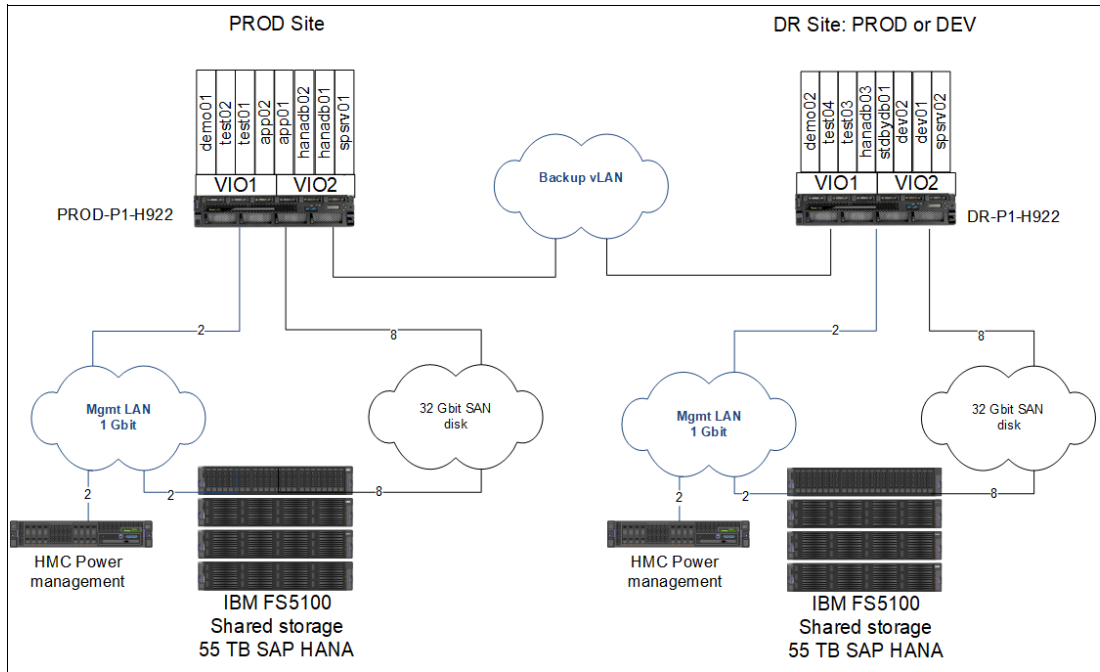 PROD Site
DR Site: PROD or DEV
demo01
test02
test01
app02
app01
hanadb02
hanadb01
spsrv01
VIO1
VIO2
PROD-P1-H922
demo02
test04
test03
hanadb03
stdbydb01
dev02
dev01
spsrv02
VIO1
VIO2
DR-P1-H922
Backup vLAN
2
8
Mgmt LAN
1 Gbit
32 Gbit SAN
disk
2
2
8
HMC Power
management
IBM FS5100
Shared storage
55 TB SAP HANA
2
8
Mgmt LAN
1 Gbit
32 Gbit SAN
disk
2
2
8
HMC Power
management
IBM FS5100
Shared storage
55 TB SAP HANA